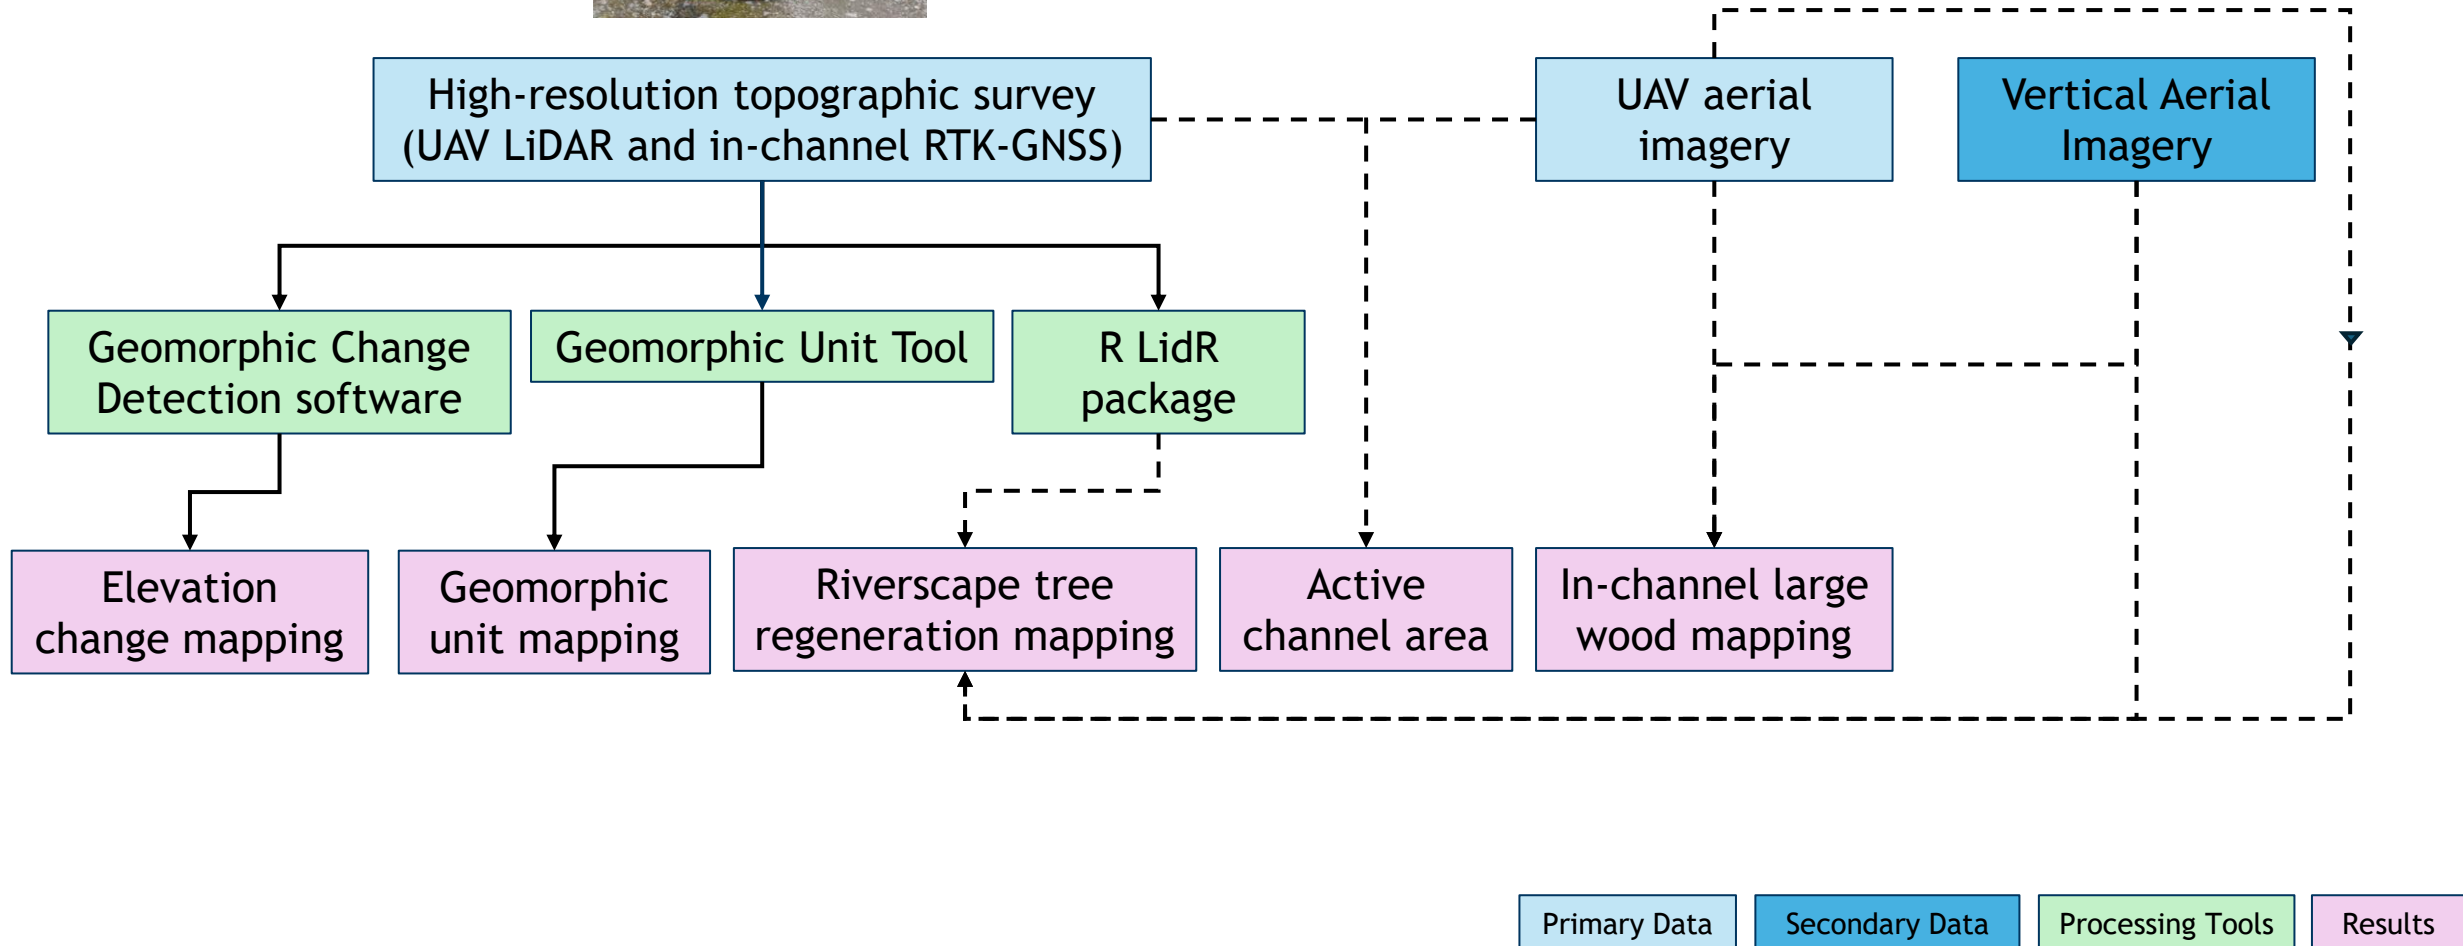 High-resolution topographic survey
(UAV LiDAR and in-channel RTK-GNSS)
UAV aerial
imagery
Vertical Aerial
Imagery
Geomorphic Change
Detection software
Geomorphic Unit Tool
R LidR
package
Elevation
change mapping
Geomorphic
unit mapping
Riverscape tree
regeneration mapping
Active
channel area
In-channel large
wood mapping
Primary Data
Secondary Data
Processing Tools
Results